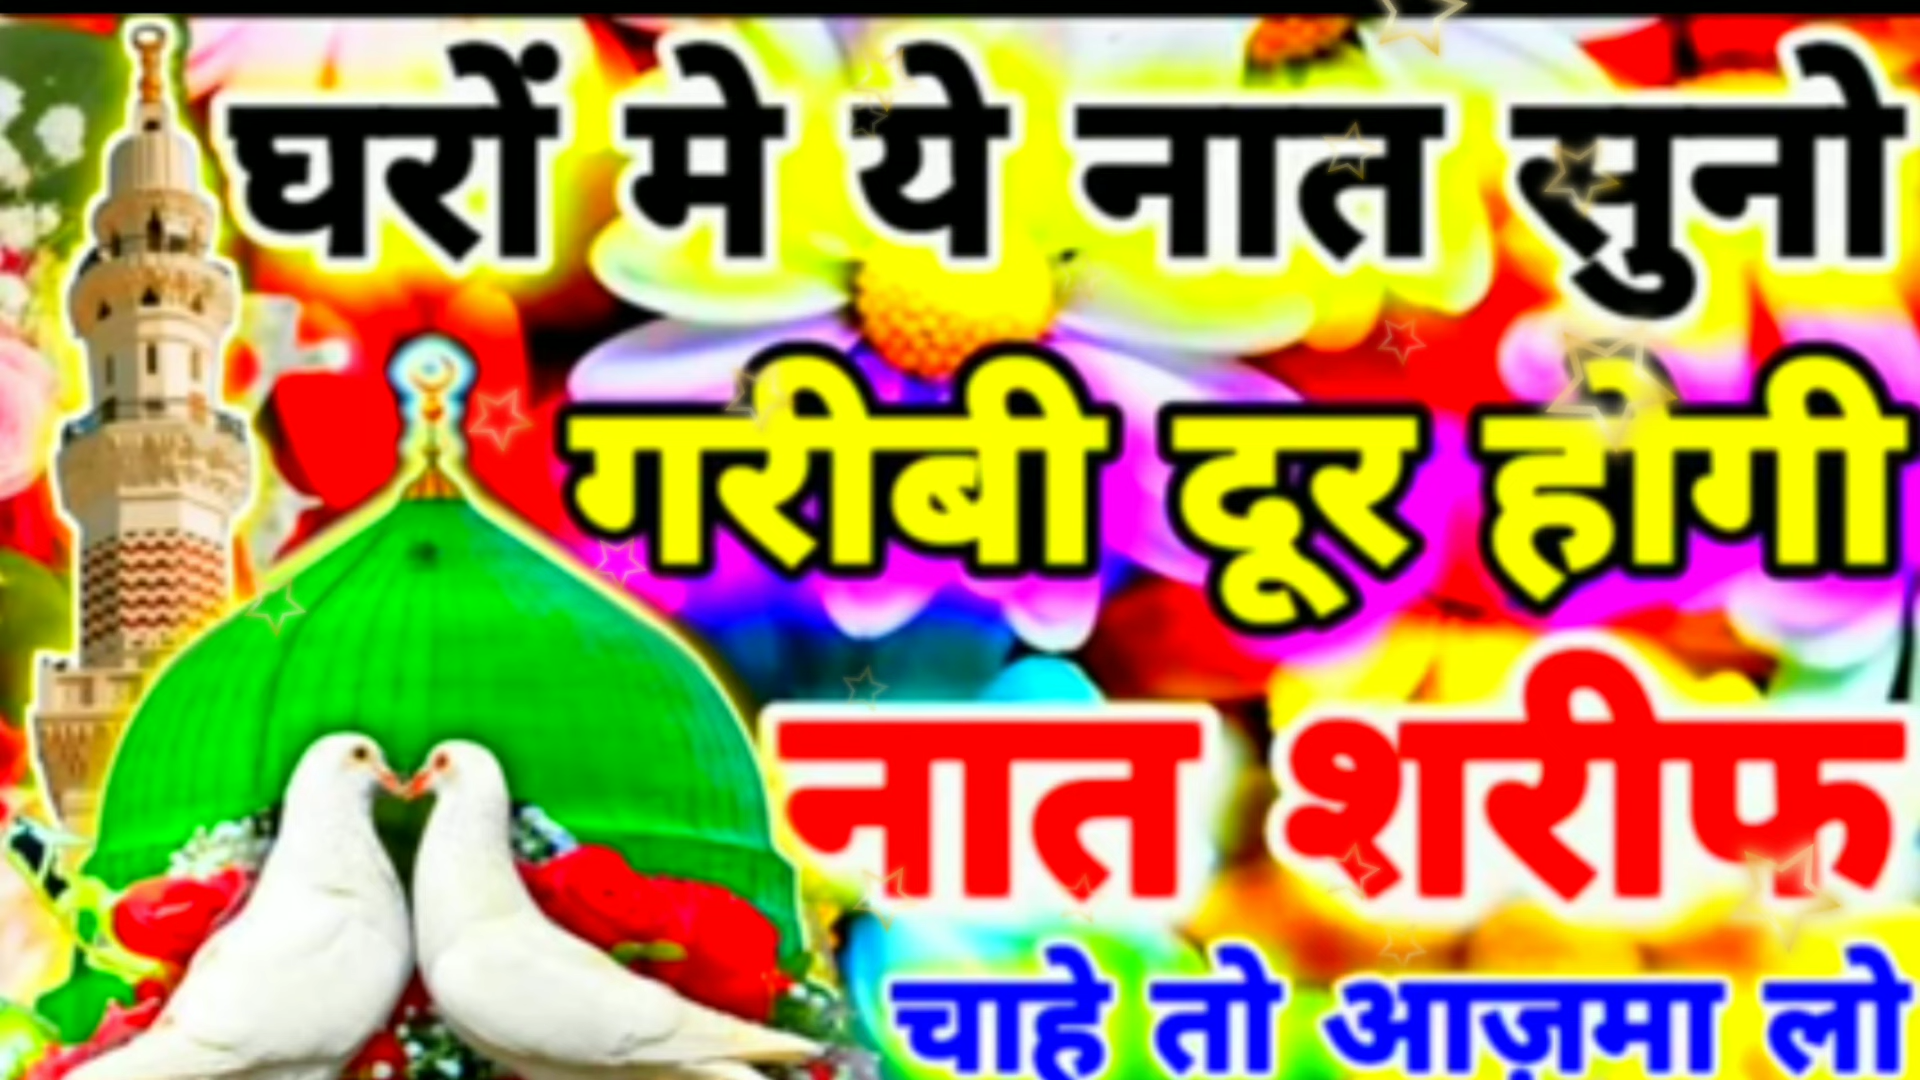 घरों मे ये नात सुनो
गरीबी दूर होगी
नात शरीफ
चाहे तो आज़मा लो